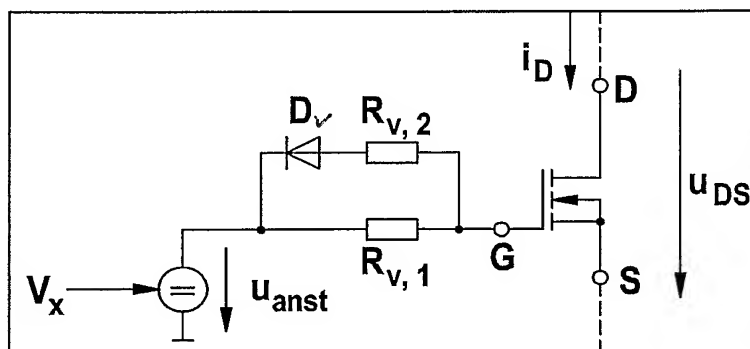 i_D
D
D_v
R_v, 2
u_DS
G
R_v, 1
S
V_x
u_anst